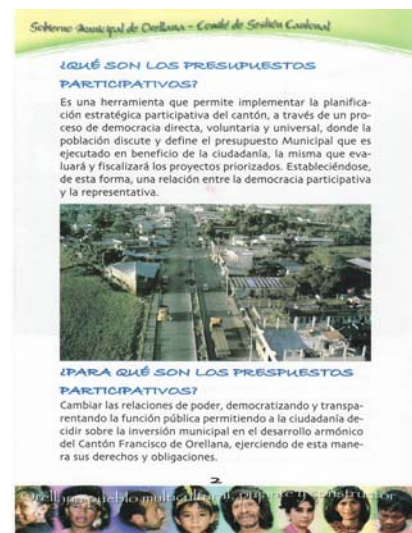 Gobierno Municipal de Orellana - Comité de Gestión Cantonal
¿QUÉ SON LOS PRESUPUESTOS
PARTICIPATIVOS?
Es una herramienta que permite implementar la planifica-
ción estratégica participativa del cantón, a través de un pro-
ceso de democracia directa, voluntaria y universal, donde la
población discute y define el presupuesto Municipal que es
ejecutado en beneficio de la ciudadanía, la misma que eva-
luará y fiscalizará los proyectos priorizados. Estableciéndose,
de esta forma, una relación entre la democracia participativa
y la representativa.
¿PARA QUÉ SON LOS PRESPUESTOS
PARTICIPATIVOS?
Cambiar las relaciones de poder, democratizando y transpa-
rentando la función pública permitiendo a la ciudadanía de-
cidir sobre la inversión municipal en el desarrollo armónico
del Cantón Francisco de Orellana, ejerciendo de esta mane-
ra sus derechos y obligaciones.
2
Orellana pueblo multicultural, pujante y constructor